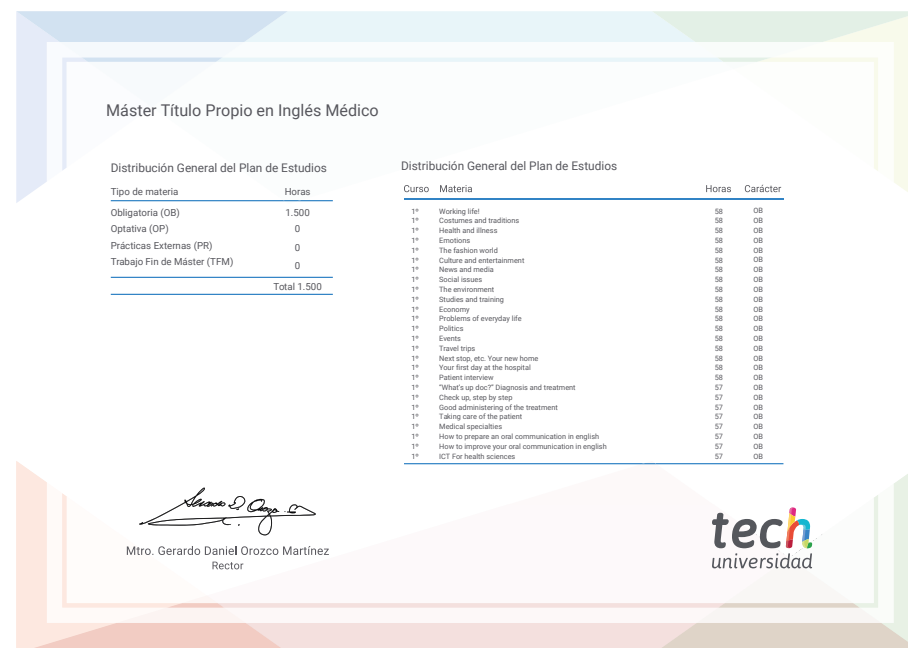 Máster Título Propio en Inglés Médico
Distribución General del Plan de Estudios
Tipo de materia Horas
Obligatoria (OB) 1.500
Optativa (OP) 0
Prácticas Externas (PR) 0
Trabajo Fin de Máster (TFM) 0
Total 1.500
Distribución General del Plan de Estudios
Curso Materia Horas Carácter
1º Working life! 58 OB
1º Costumes and traditions 58 OB
1º Health and illness 58 OB
1º Emotions 58 OB
1º The fashion world 58 OB
1º Culture and entertainment 58 OB
1º News and media 58 OB
1º Social issues 58 OB
1º The environment 58 OB
1º Studies and training 58 OB
1º Economy 58 OB
1º Problems of everyday life 58 OB
1º Politics 58 OB
1º Events 58 OB
1º Travel trips 58 OB
1º Next stop, etc. Your new home 58 OB
1º Your first day at the hospital 58 OB
1º Patient interview 58 OB
1º "What's up doc?" Diagnosis and treatment 57 OB
1º Check up, step by step 57 OB
1º Good administering of the treatment 57 OB
1º Taking care of the patient 57 OB
1º Medical specialties 57 OB
1º How to prepare an oral communication in english 57 OB
1º How to improve your oral communication in english 57 OB
1º ICT For health sciences 57 OB
Mtro. Gerardo Daniel Orozco Martínez
Rector
tech
universidad